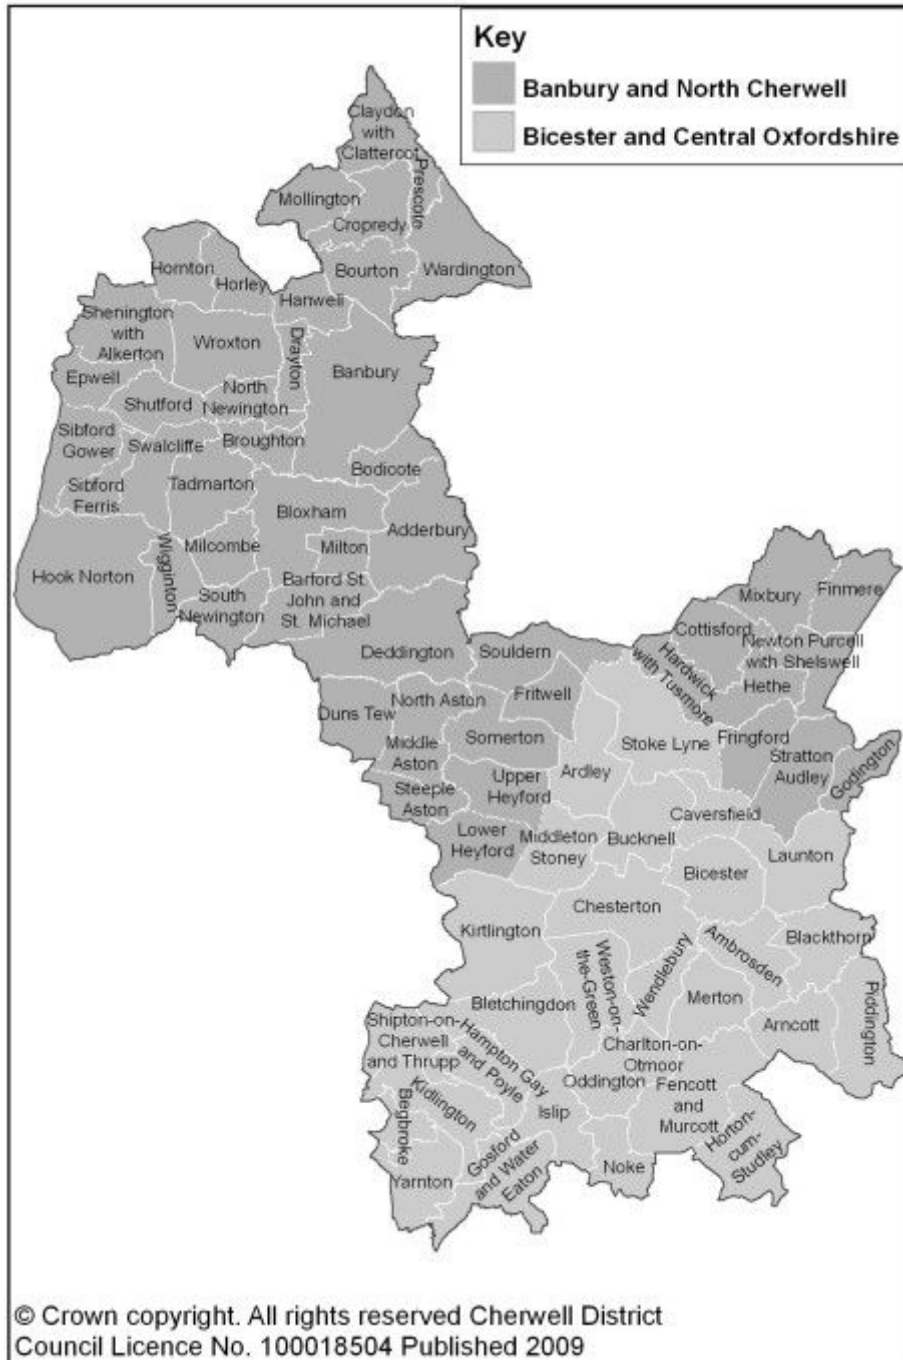 Key
Banbury and North Cherwell
Bicester and Central Oxfordshire
Claydon
with
Clattercot
Prescote
Mollington
Cropredy
Bourton
Wardington
Hornton
Horley
Hanwell
Shenington
with
Alkerton
Wroxton
Drayton
Banbury
Epwell
North
Newington
Shutford
Sibford
Gower
Swalcliffe
Broughton
Bodicote
Sibford
Ferris
Tadmarton
Bloxham
Adderbury
Hook Norton
Wigginton
Milcombe
Milton
South
Newington
Barford St.
John and
St. Michael
Deddington
Souldern
Mixbury
Finmere
Cottisford
Newton Purcell
with Shelswell
Hardwick
with Tusmore
Hethe
Duns Tew
North Aston
Fritwell
Middle
Aston
Somerton
Ardley
Stoke Lyne
Fringford
Stratton
Audley
Godington
Steeple
Aston
Upper
Heyford
Lower
Heyford
Middleton
Stoney
Bucknell
Caversfield
Launton
Bicester
Kirtlington
Chesterton
Weston-on-
the-Green
Wendlebury
Ambrosden
Blackthorn
Piddington
Bletchingdon
Merton
Arncott
Shipton-on-
Cherwell
and Thrupp
Hampton Gay
and Poyle
Charlton-on-
Otmoor
Oddington
Fencott
and
Murcott
Kidlington
Begbroke
Islip
Horton-
cum-
Studley
Yarnton
Gosford
and Water
Eaton
Noke
© Crown copyright. All rights reserved Cherwell District
Council Licence No. 100018504 Published 2009